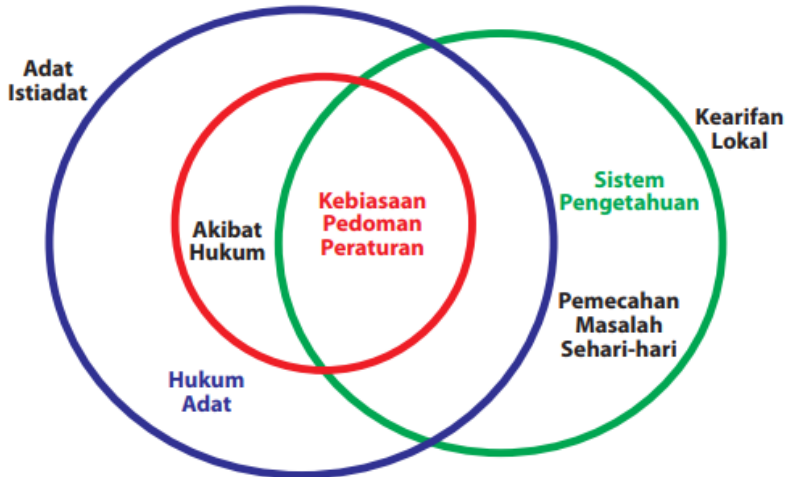 Adat
Istiadat
Kearifan
Lokal
Sistem
Pengetahuan
Kebiasaan
Pedoman
Peraturan
Akibat
Hukum
Pemecahan
Masalah
Sehari-hari
Hukum
Adat